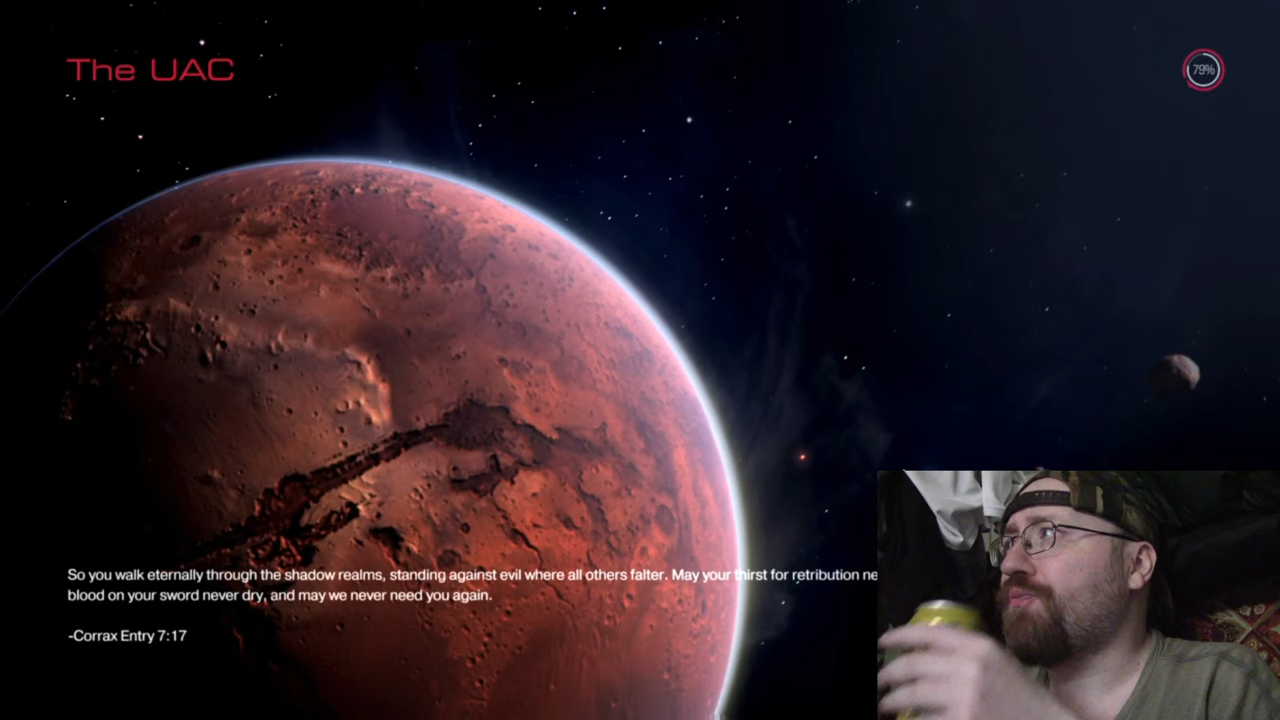 The UAC
79%
So you walk eternally through the shadow realms, standing against evil where all others falter. May your thirst for retribution ne
blood on your sword never dry, and may we never need you again.
-Corrax Entry 7:17